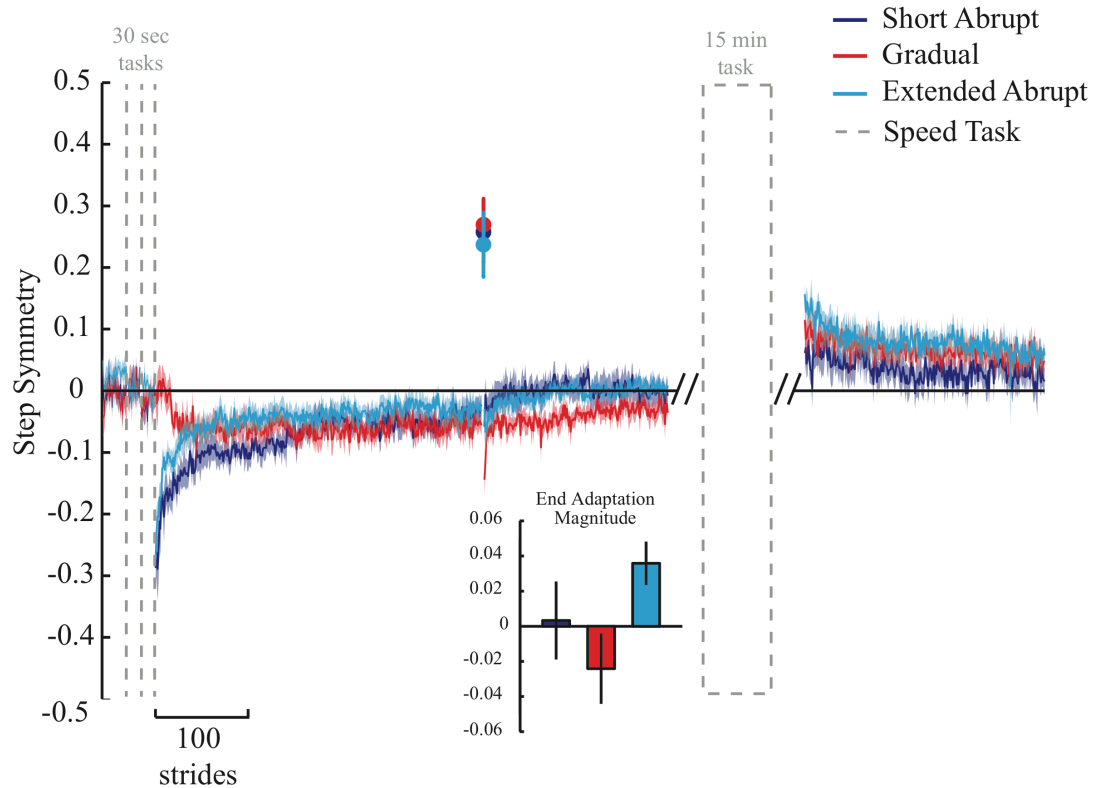 Short Abrupt
Gradual
Extended Abrupt
Speed Task
30 sec
tasks
15 min
task
Step Symmetry
0.5
0.4
0.3
0.2
0.1
0
-0.1
-0.2
-0.3
-0.4
-0.5
100
strides
End Adaptation
Magnitude
0.06
0.04
0.02
0
-0.02
-0.04
-0.06